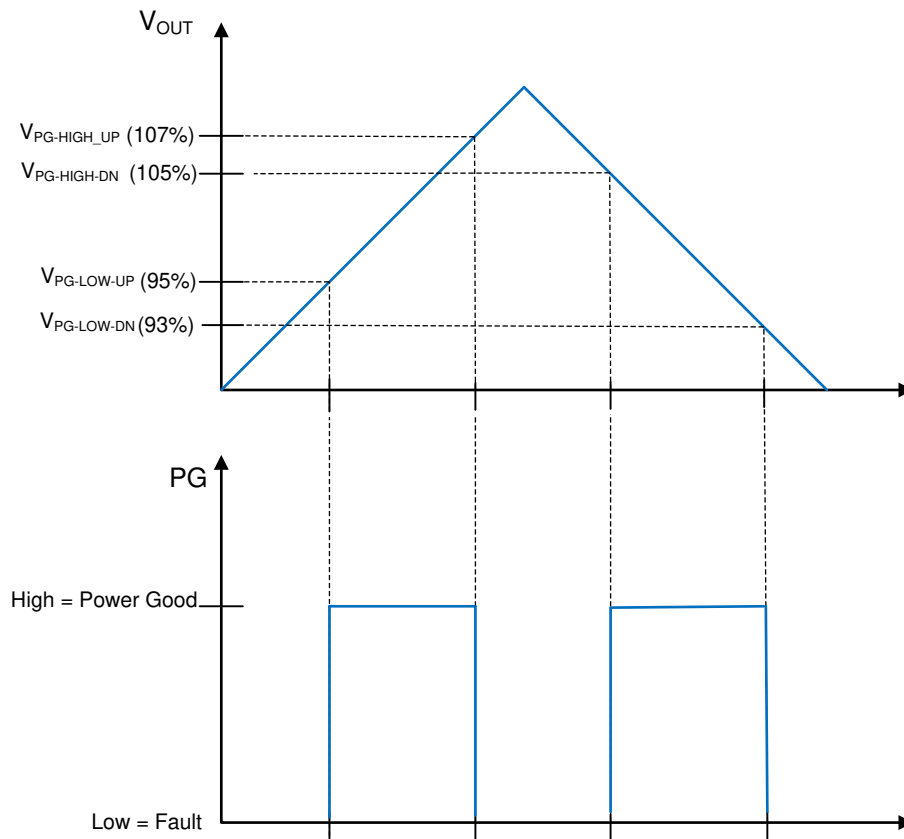 VOUT
VPG-HIGH_UP (107%)
VPG-HIGH-DN (105%)
VPG-LOW-UP (95%)
VPG-LOW-DN (93%)
PG
High = Power Good
Low = Fault